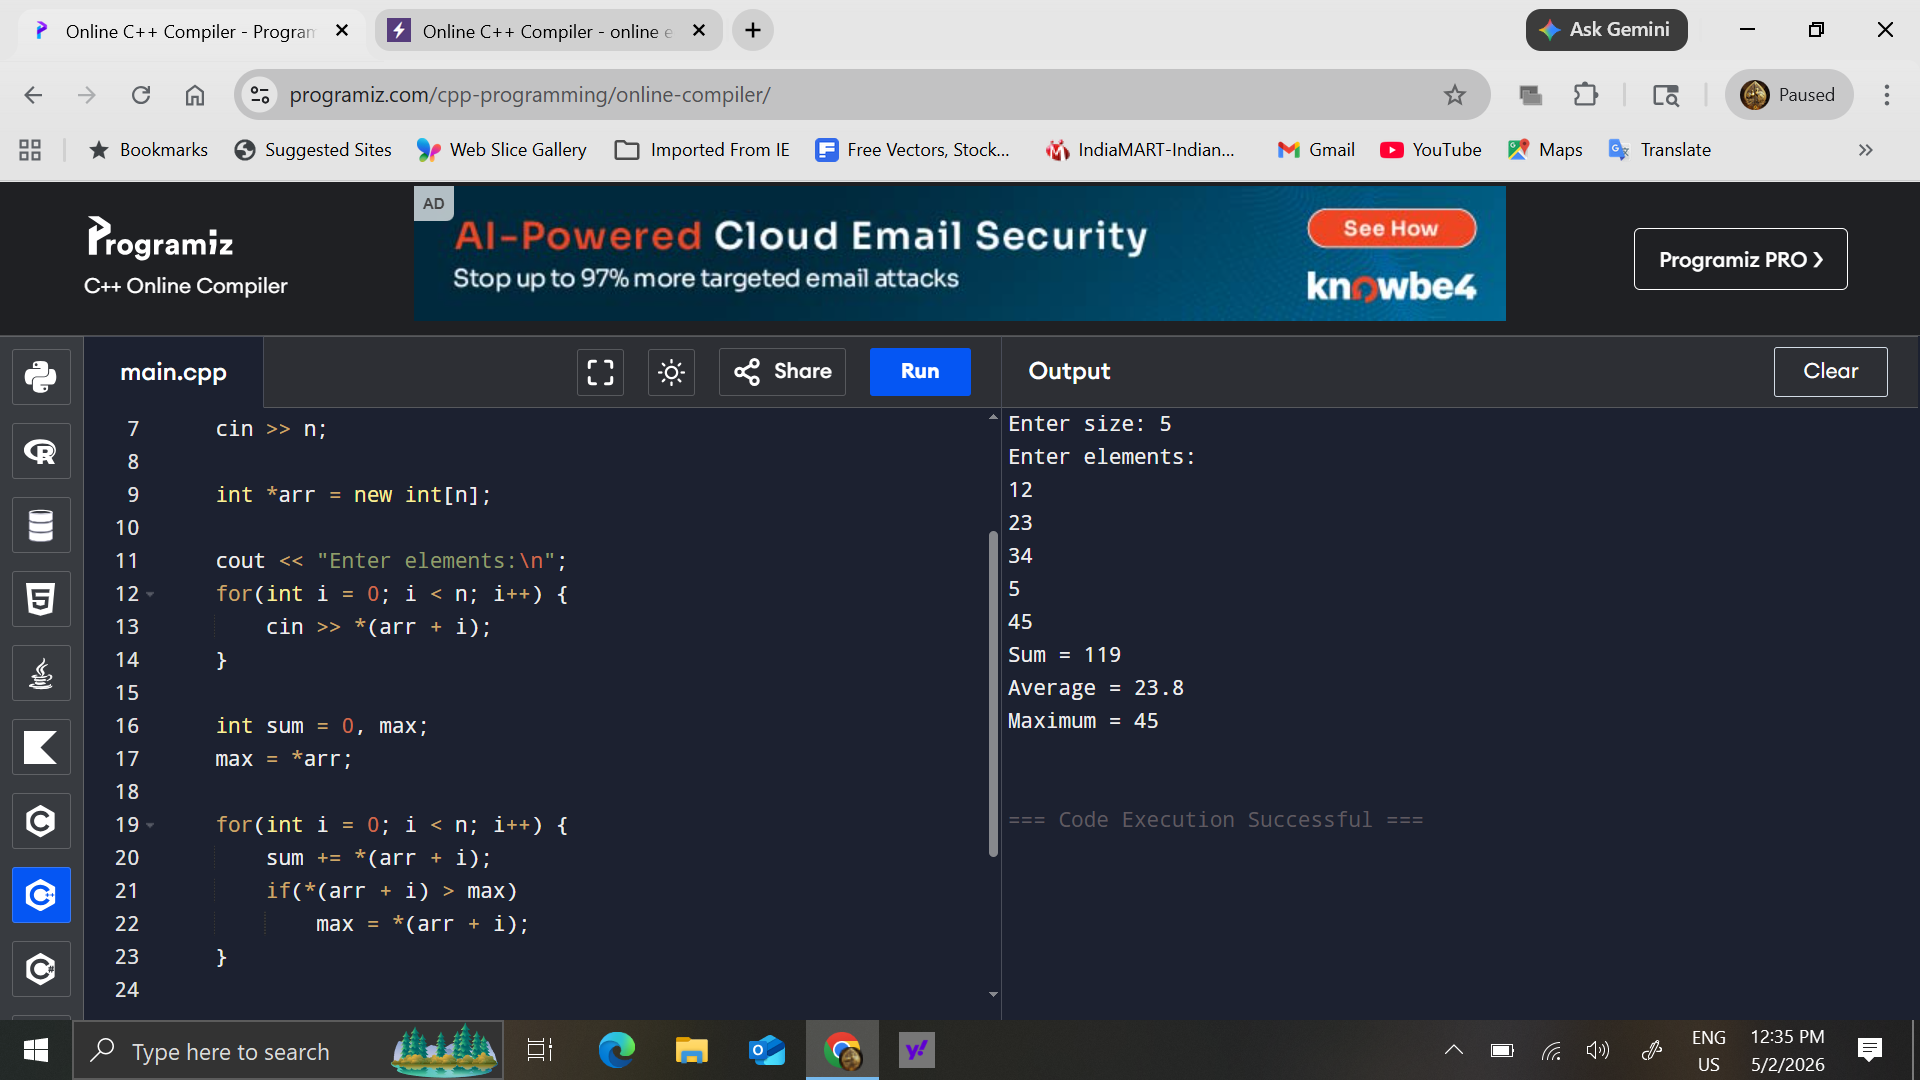 Online C++ Compiler - Program
Online C++ Compiler - online e
Ask Gemini
programiz.com/cpp-programming/online-compiler/
Paused
Bookmarks
Suggested Sites
Web Slice Gallery
Imported From IE
Free Vectors, Stock...
IndiaMART-Indian...
Gmail
YouTube
Maps
Translate
Programiz
C++ Online Compiler
AD
AI-Powered Cloud Email Security
Stop up to 97% more targeted email attacks
See How
knowbe4
Programiz PRO ❯
main.cpp
Share
Run
Output
Clear
7 cin >> n;
8
9 int *arr = new int[n];
10
11 cout << "Enter elements:\n";
12 for(int i = 0; i < n; i++) {
13 cin >> *(arr + i);
14 }
15
16 int sum = 0, max;
17 max = *arr;
18
19 for(int i = 0; i < n; i++) {
20 sum += *(arr + i);
21 if(*(arr + i) > max)
22 max = *(arr + i);
23 }
24
Enter size: 5
Enter elements:
12
23
34
5
45
Sum = 119
Average = 23.8
Maximum = 45
=== Code Execution Successful ===
Type here to search
ENG
US
12:35 PM
5/2/2026